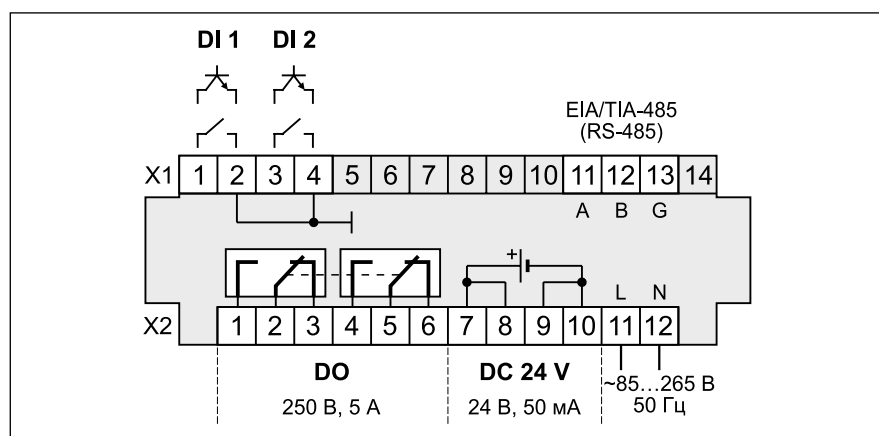 DI 1 DI 2
EIA/TIA-485
(RS-485)
X1 1 2 3 4 5 6 7 8 9 10 11 12 13 14
A B G
+
L N
X2 1 2 3 4 5 6 7 8 9 10 11 12
DO DC 24 V ~85...265 В
250 В, 5 А 24 В, 50 мА 50 Гц